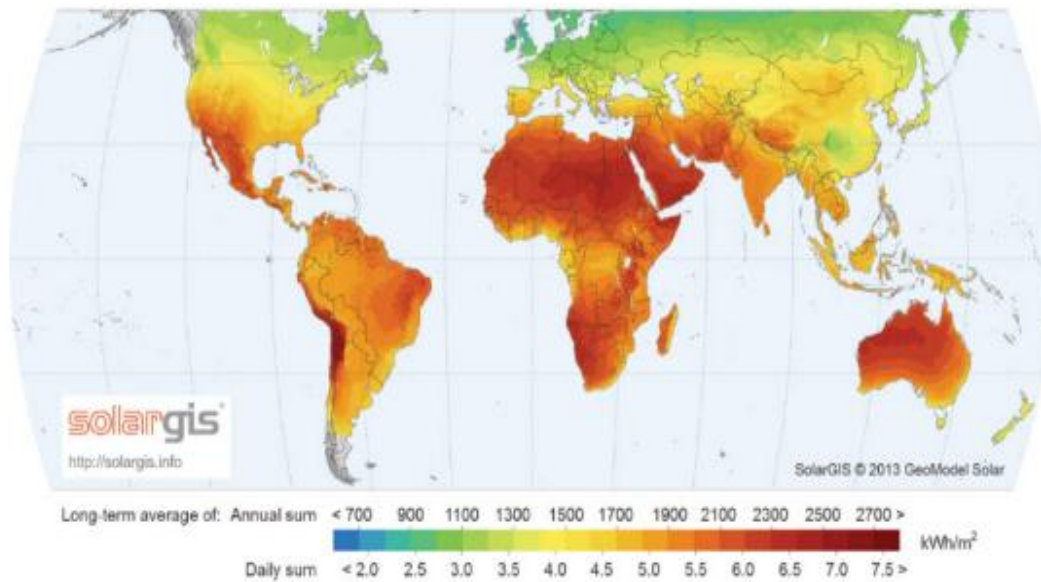 solargis
http://solargis.info
SolarGIS © 2013 GeoModel Solar
Long-term average of: Annual sum < 700 900 1100 1300 1500 1700 1900 2100 2300 2500 2700 > kWh/m²
Daily sum < 2.0 2.5 3.0 3.5 4.0 4.5 5.0 5.5 6.0 6.5 7.0 7.5 >